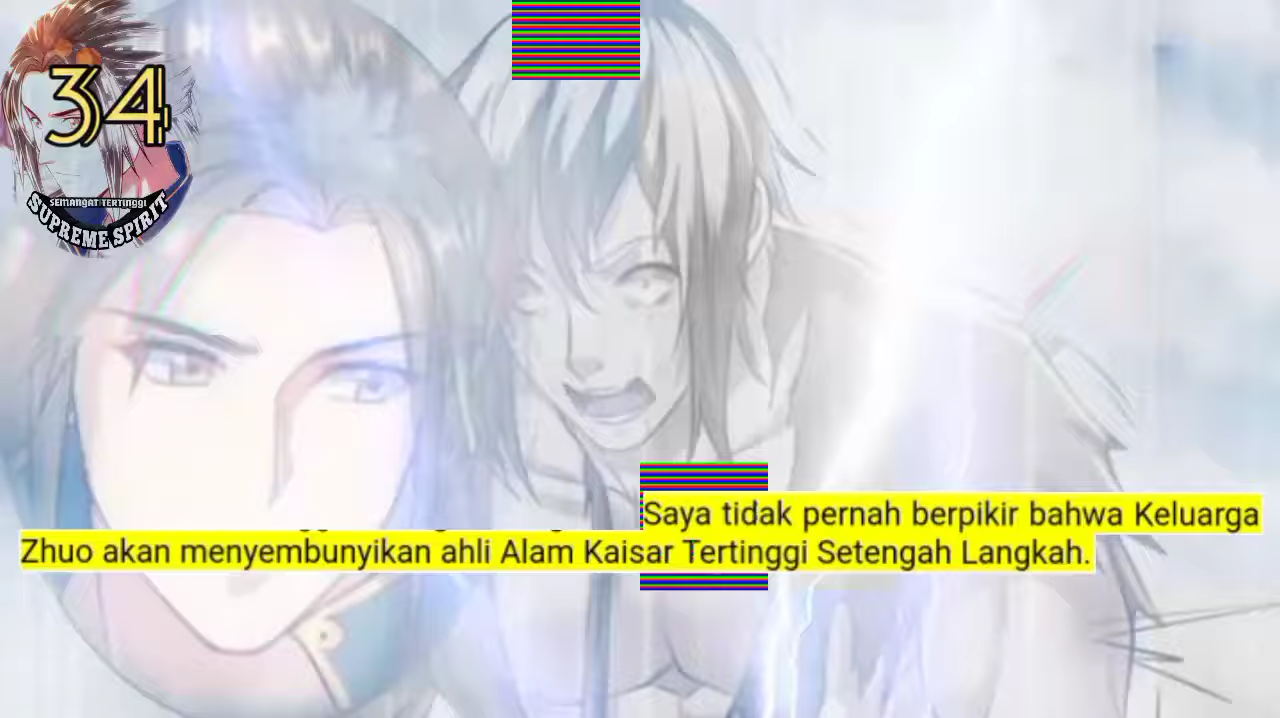 34
SEMANGAT TERTINGGI
SUPREME SPIRIT
Saya tidak pernah berpikir bahwa Keluarga
Zhuo akan menyembunyikan ahli Alam Kaisar Tertinggi Setengah Langkah.